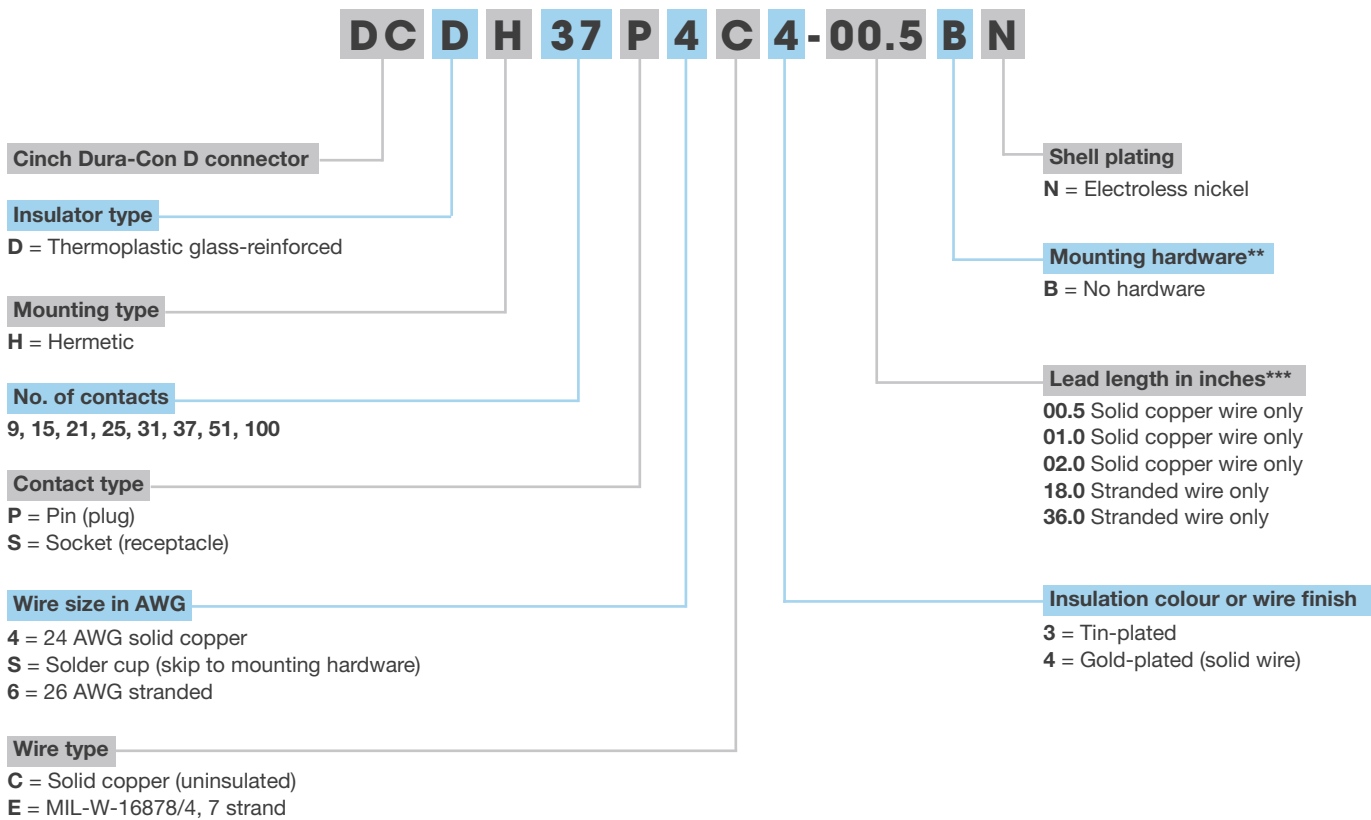 DC D H 37 P 4 C 4-00.5 B N
Cinch Dura-Con D connector
Insulator type
D = Thermoplastic glass-reinforced
Mounting type
H = Hermetic
No. of contacts
9, 15, 21, 25, 31, 37, 51, 100
Contact type
P = Pin (plug)
S = Socket (receptacle)
Wire size in AWG
4 = 24 AWG solid copper
S = Solder cup (skip to mounting hardware)
6 = 26 AWG stranded
Wire type
C = Solid copper (uninsulated)
E = MIL-W-16878/4, 7 strand
Shell plating
N = Electroless nickel
Mounting hardware**
B = No hardware
Lead length in inches***
00.5 Solid copper wire only
01.0 Solid copper wire only
02.0 Solid copper wire only
18.0 Stranded wire only
36.0 Stranded wire only
Insulation colour or wire finish
3 = Tin-plated
4 = Gold-plated (solid wire)